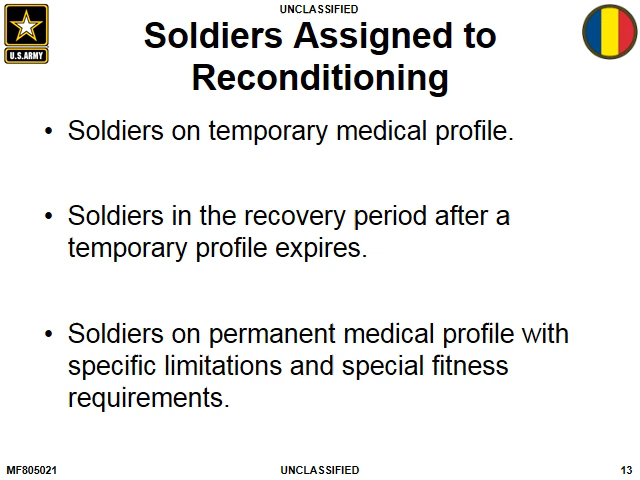 UNCLASSIFIED
Soldiers Assigned to
Reconditioning
U.S.ARMY
• Soldiers on temporary medical profile.
• Soldiers in the recovery period after a
temporary profile expires.
• Soldiers on permanent medical profile with
specific limitations and special fitness
requirements.
MF805021 UNCLASSIFIED 13